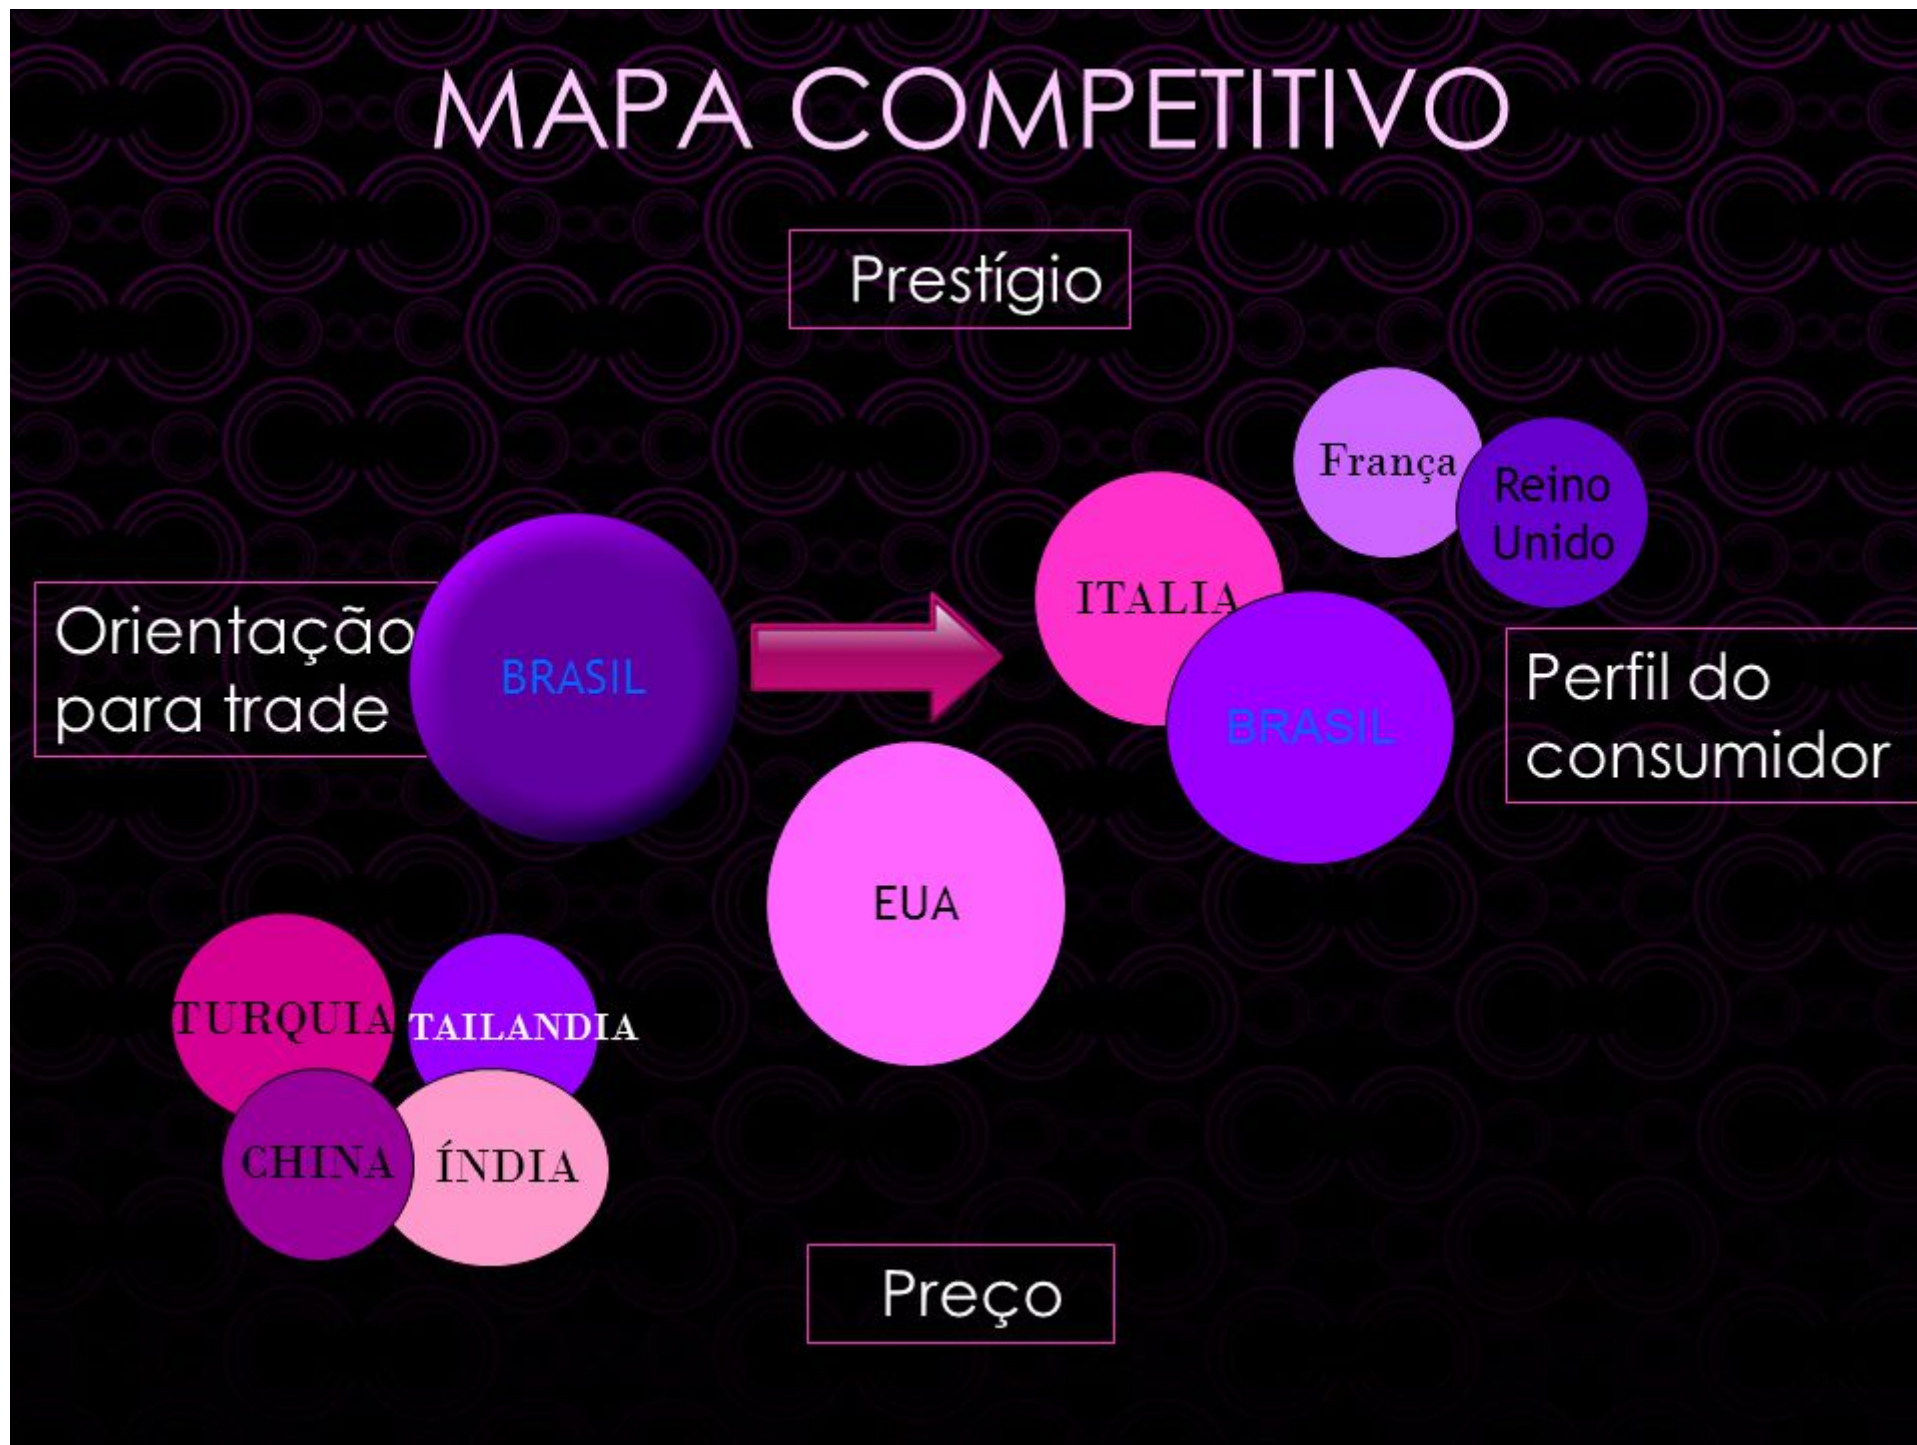 MAPA COMPETITIVO
Prestígio
França
Reino
Unido
ITALIA
Orientação
para trade
BRASIL
BRASIL
Perfil do
consumidor
EUA
TURQUIA
TAILANDIA
CHINA
ÍNDIA
Preço